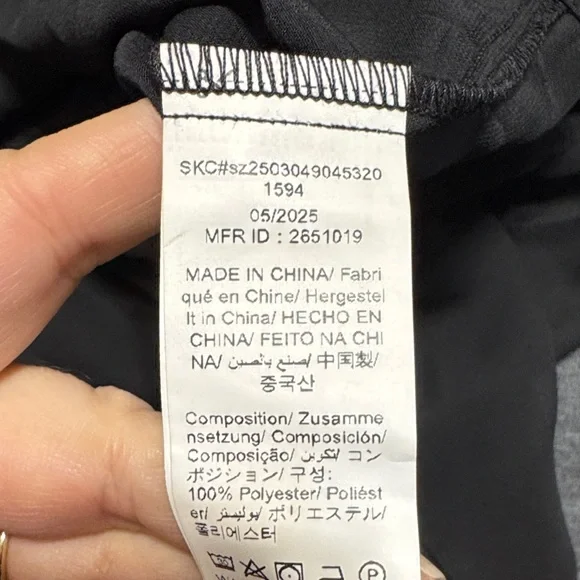 SKC#sz2503049045320
1594
05/2025
MFR ID : 2651019
MADE IN CHINA/ Fabri
qué en Chine/ Hergestel
lt in China/ HECHO EN
CHINA/ FEITO NA CHI
NA/ صنع بالصين/ 中国製/
중국산
Composition/ Zusamme
nsetzung/ Composición/
Composição/ تكوين/ コン
ポジション/ 구성:
100% Polyester/ Poliést
er/ بوليستر/ ポリエステル/
폴리에스터